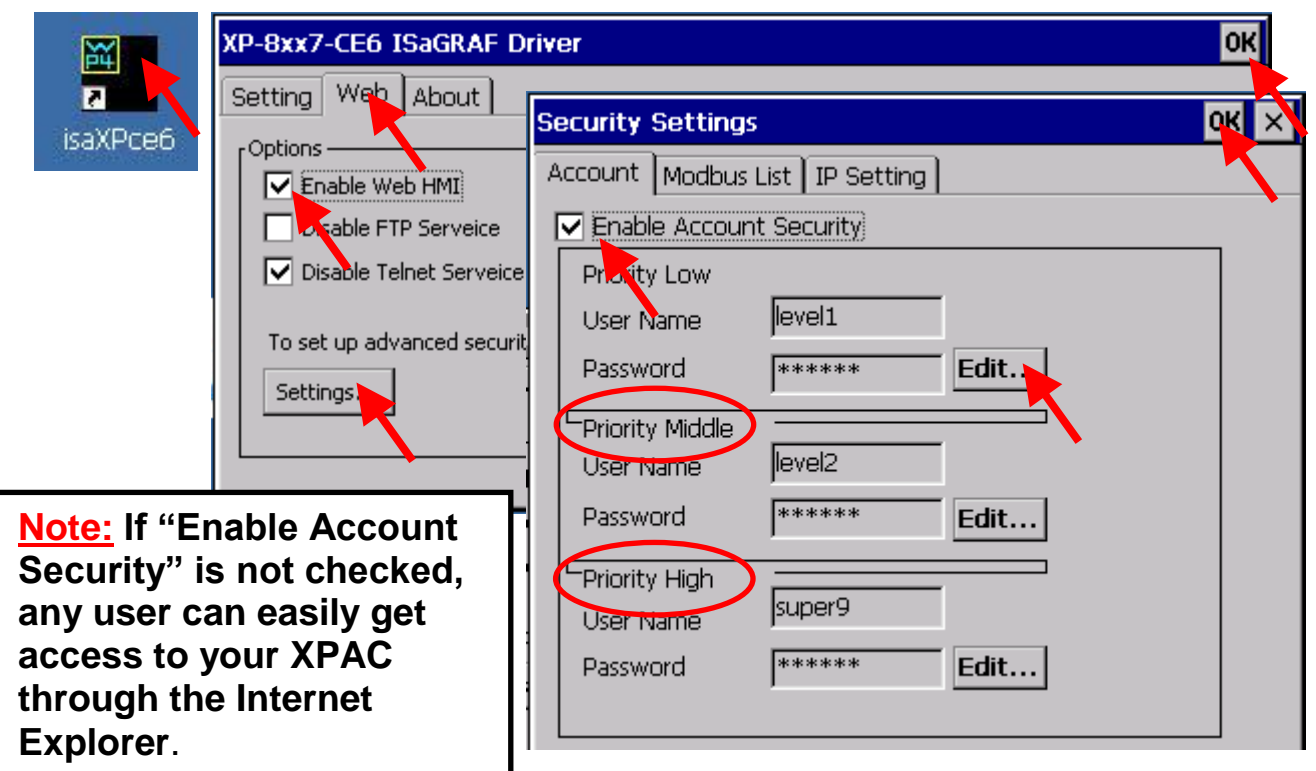 isaXPce6
XP-8xx7-CE6 ISaGRAF Driver
OK
Setting Web About
Options
Enable Web HMI
Disable FTP Serveice
Disable Telnet Serveice
To set up advanced securit
Settings...
Security Settings
OK ×
Account Modbus List IP Setting
Enable Account Security
Priority Low
User Name level1
Password ****** Edit...
Priority Middle
User Name level2
Password ****** Edit...
Priority High
User Name super9
Password ****** Edit...
Note: If “Enable Account
Security” is not checked,
any user can easily get
access to your XPAC
through the Internet
Explorer.